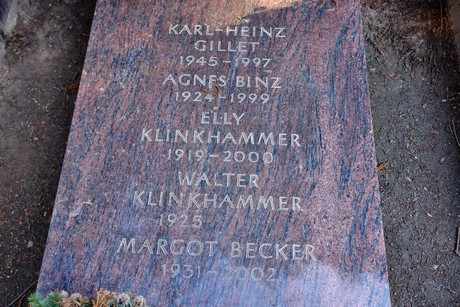 KARL-HEINZ
GILLET
1945-1997
AGNES BINZ
1924-1999
ELLY
KLINKHAMMER
1919-2000
WALTER
KLINKHAMMER
1925
MARGOT BECKER
1931-2002